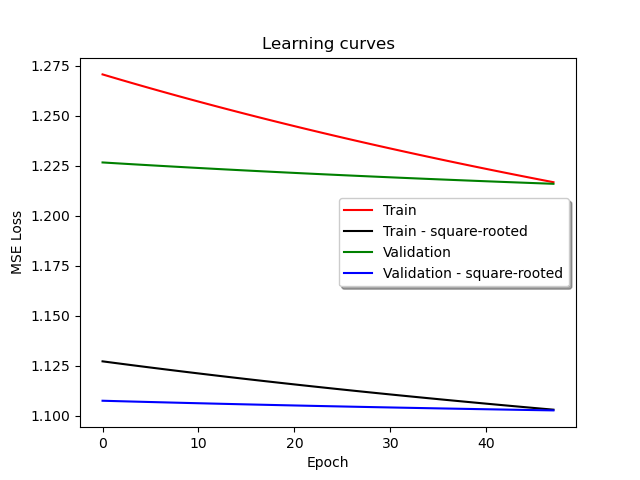 Learning curves
1.275
1.250
1.225
1.200
1.175
1.150
1.125
1.100
MSE Loss
Train
Train - square-rooted
Validation
Validation - square-rooted
0
10
20
30
40
Epoch